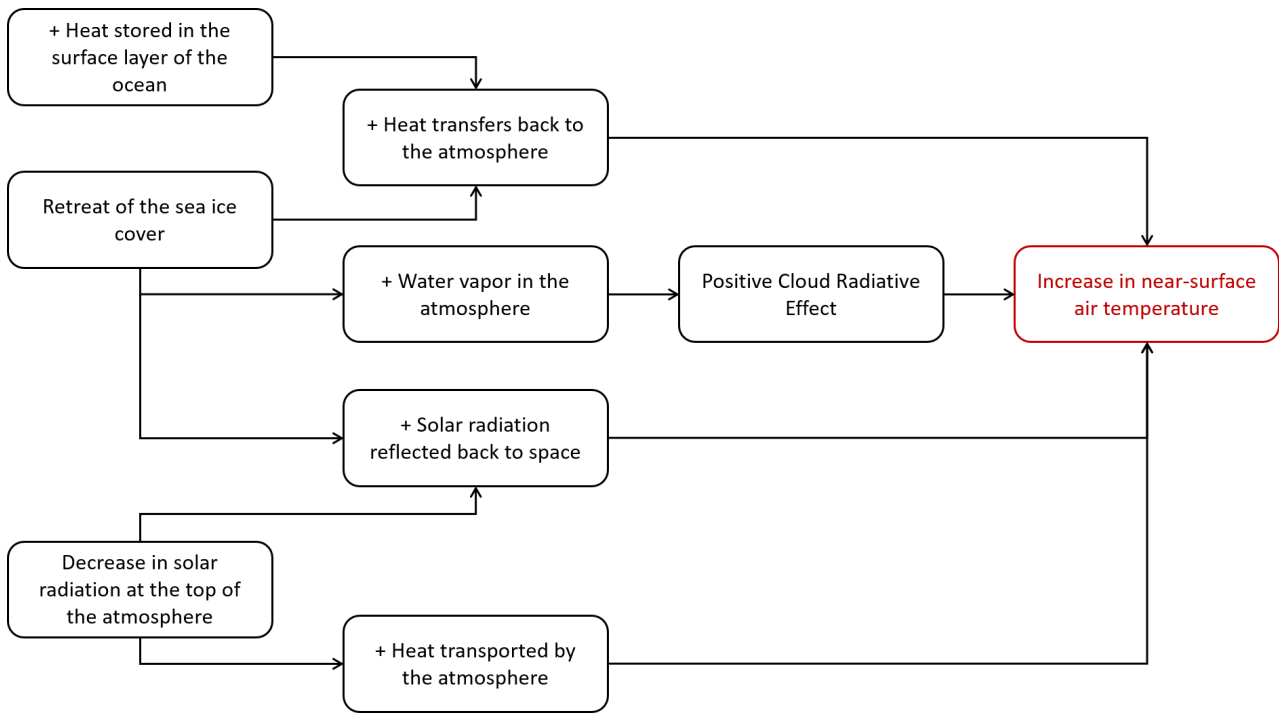 + Heat stored in the
surface layer of the
ocean
+ Heat transfers back to
the atmosphere
Retreat of the sea ice
cover
+ Water vapor in the
atmosphere
Positive Cloud Radiative
Effect
Increase in near-surface
air temperature
+ Solar radiation
reflected back to space
Decrease in solar
radiation at the top of
the atmosphere
+ Heat transported by
the atmosphere